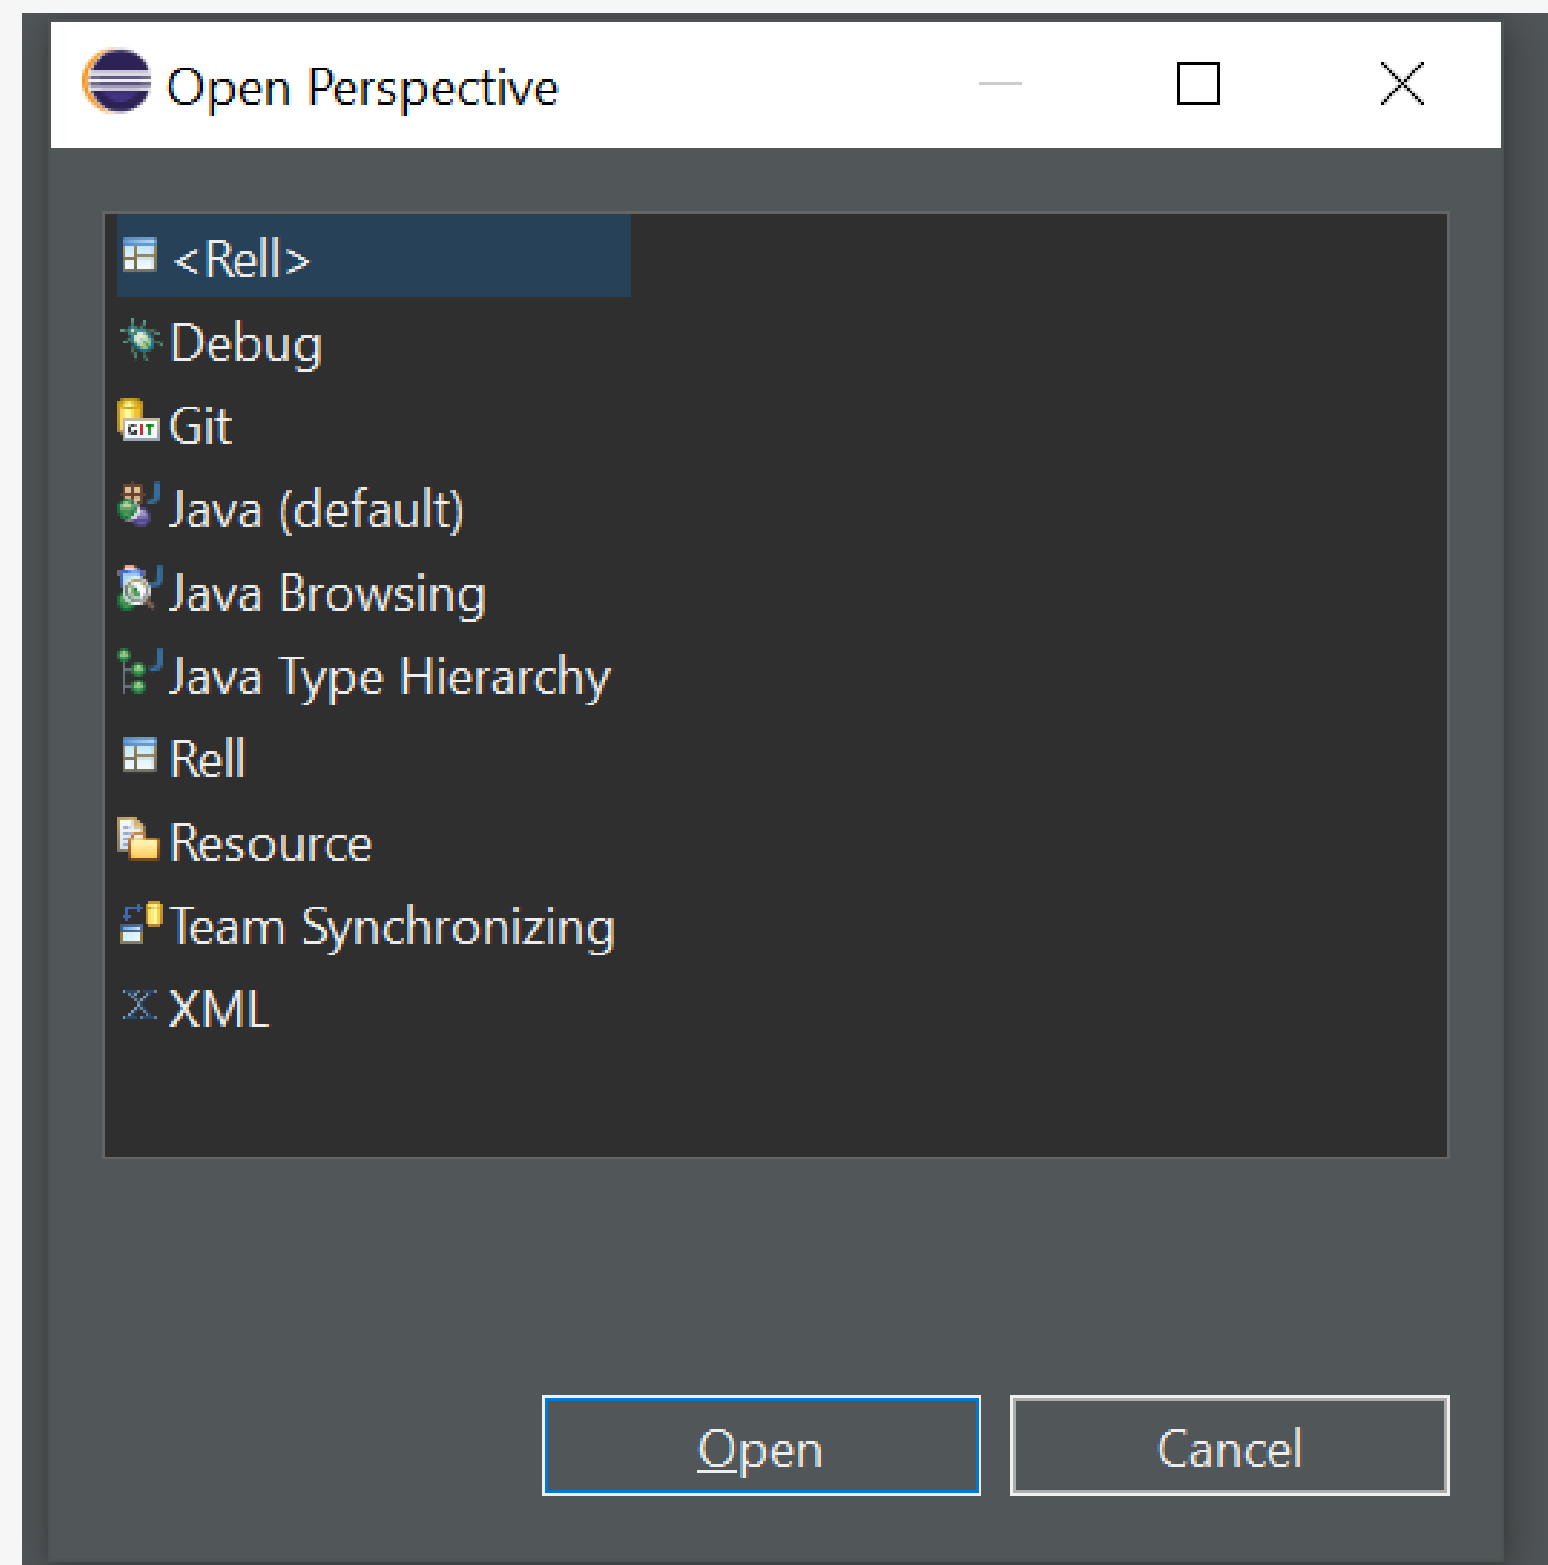 Open Perspective
<Rell>
Debug
GIT Git
Java (default)
Java Browsing
Java Type Hierarchy
Rell
Resource
Team Synchronizing
XML
Open Cancel